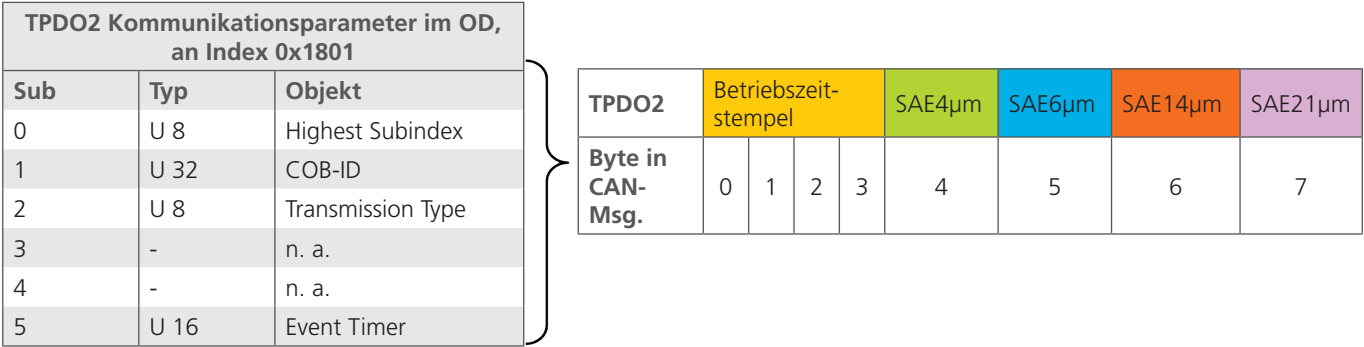 TPDO2 Kommunikationsparameter im OD,
an Index 0x1801
Sub Typ Objekt
0 U 8 Highest Subindex
1 U 32 COB-ID
2 U 8 Transmission Type
3 - n. a.
4 - n. a.
5 U 16 Event Timer
TPDO2 Betriebszeit-
stempel SAE4µm SAE6µm SAE14µm SAE21µm
Byte in
CAN-
Msg. 0 1 2 3 4 5 6 7